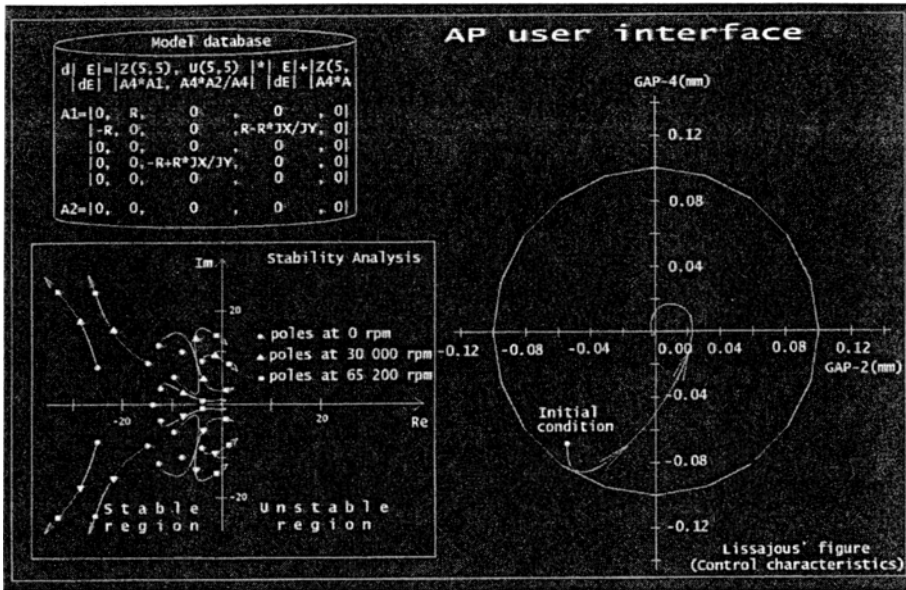 AP user interface
Model database
d| E|=|Z(5,5), U(5,5) |*| E|+|Z(5,
|dE| |A4*A1, A4*A2/A4| |dE| |A4*A
A1=|0, R, 0 , 0 , 0|
|-R, 0, 0 ,R-R*JX/JY, 0|
|0, 0, 0 , 0 , 0|
|0, 0,-R+R*JX/JY, 0 , 0|
|0, 0, 0 , 0 , 0|
A2=|0, 0, 0 , 0 , 0|
Stability Analysis
Im
20
poles at 0 rpm
poles at 30 000 rpm
poles at 65 200 rpm
-20
20
Re
-20
Stable
region
Unstable
region
GAP-4(mm)
0.12
0.08
0.04
-0.12
-0.08
-0.04
0.00
0.04
0.08
0.12
GAP-2(mm)
-0.04
Initial
condition
-0.08
-0.12
Lissajous' figure
(Control characteristics)